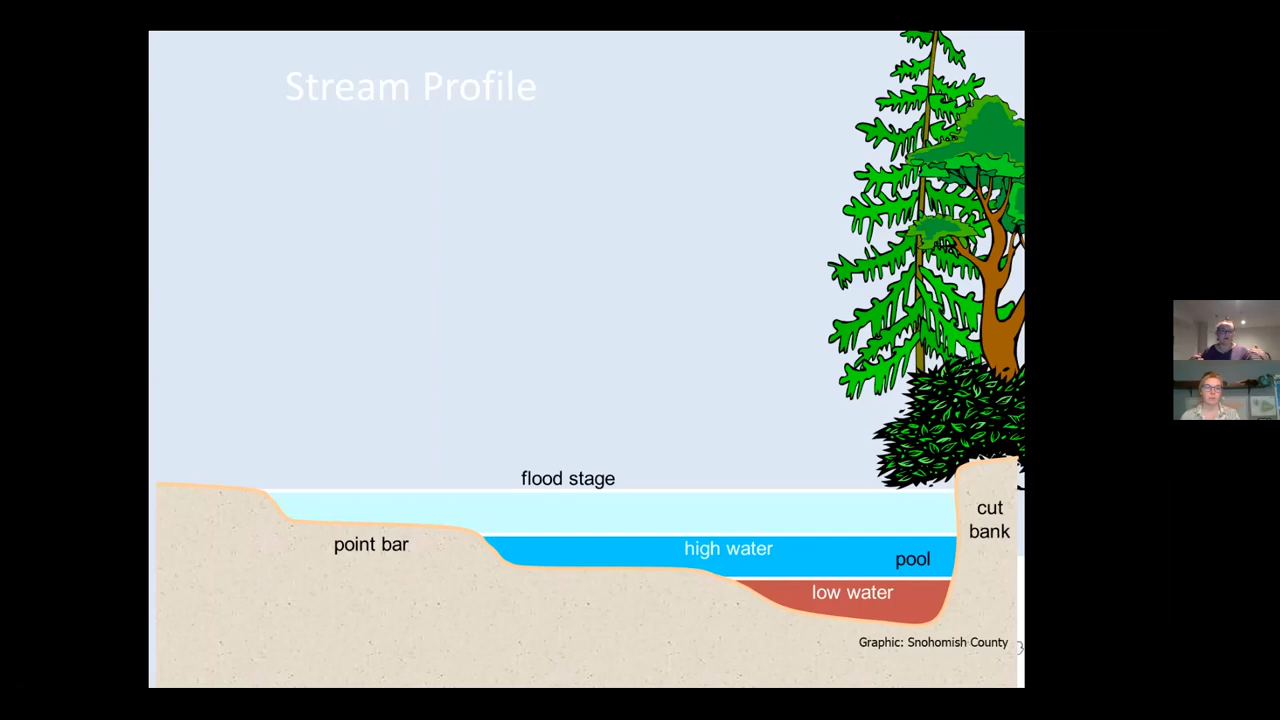 Stream Profile
flood stage
cut
bank
point bar
high water
pool
low water
Graphic: Snohomish County